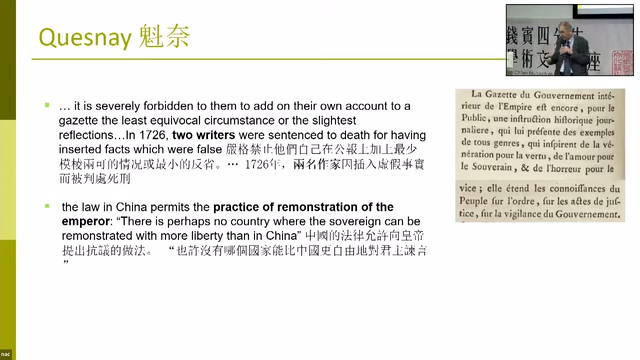 Quesnay 魁奈
… it is severely forbidden to them to add on their own account to a
gazette the least equivocal circumstance or the slightest
reflections…In 1726, two writers were sentenced to death for having
inserted facts which were false 嚴格禁止他們自己在公報上加上最少
模棱兩可的情況或最小的反省。… 1726年，兩名作家因插入虛假事實
而被判處死刑
the law in China permits the practice of remonstration of the
emperor: “There is perhaps no country where the sovereign can be
remonstrated with more liberty than in China” 中國的法律允許向皇帝
提出抗議的做法。 “也許沒有哪個國家能比中國更自由地對君主諫言
”
La Gazette du Gouvernement inté-
rieur de l'Empire eſt encore, pour le
Public, une inſtruction hiſtorique jour-
naliere, qui lui préſente des exemples
de tous genres, qui inſpirent de la vé-
nération pour la vertu, de l'amour pour
le Souverain, & de l'horreur pour le
vice; elle étend les connoiſſances du
Peuple ſur l'ordre, ſur les actes de juſ-
tice, ſur la vigilance du Gouvernement.
錢賓四先生
學術文 座